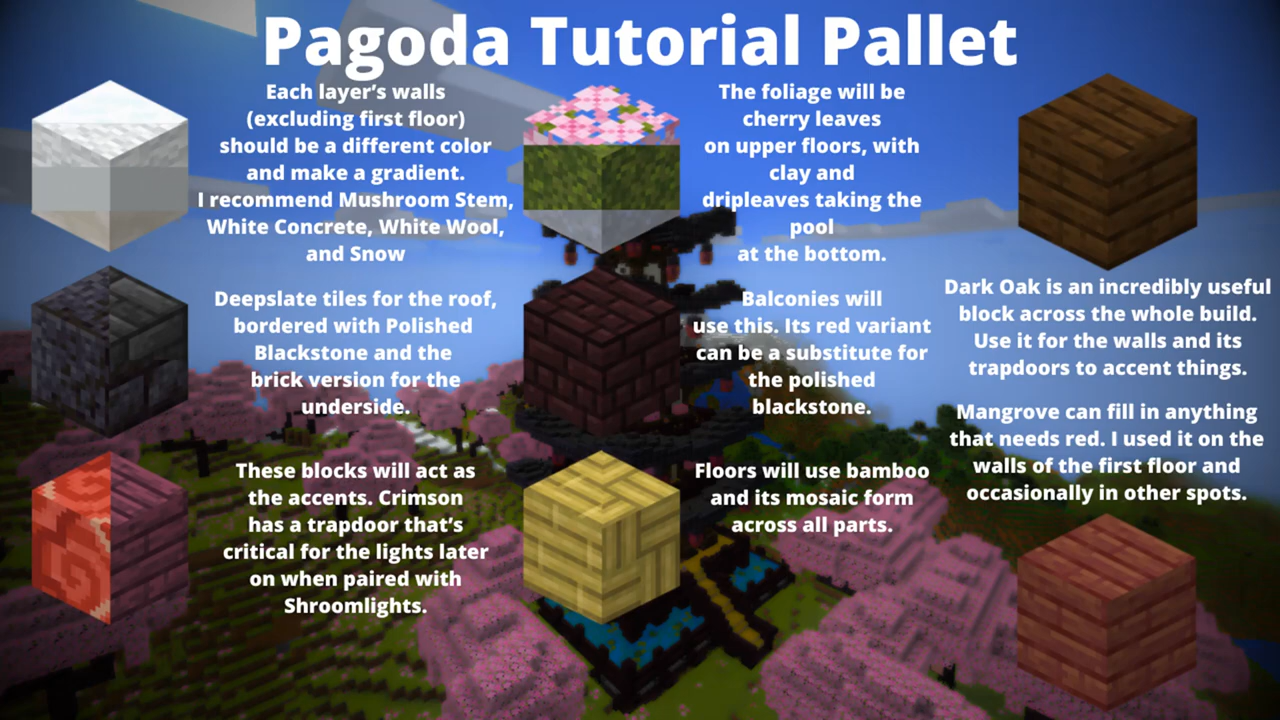 Pagoda Tutorial Pallet
Each layer’s walls
(excluding first floor)
should be a different color
and make a gradient.
I recommend Mushroom Stem,
White Concrete, White Wool,
and Snow
The foliage will be
cherry leaves
on upper floors, with
clay and
dripleaves taking the
pool
at the bottom.
Deepslate tiles for the roof,
bordered with Polished
Blackstone and the
brick version for the
underside.
Balconies will
use this. Its red variant
can be a substitute for
the polished
blackstone.
Dark Oak is an incredibly useful
block across the whole build.
Use it for the walls and its
trapdoors to accent things.
Mangrove can fill in anything
that needs red. I used it on the
walls of the first floor and
occasionally in other spots.
These blocks will act as
the accents. Crimson
has a trapdoor that’s
critical for the lights later
on when paired with
Shroomlights.
Floors will use bamboo
and its mosaic form
across all parts.